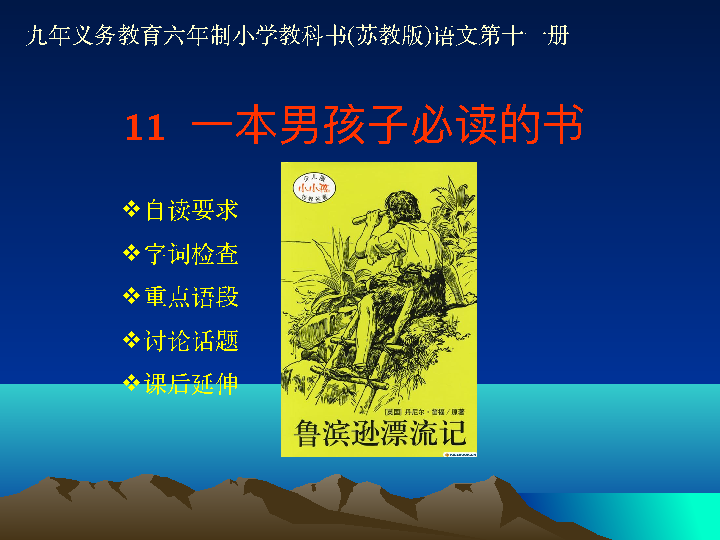 九年义务教育六年制小学教科书(苏教版)语文第十一册
11 一本男孩子必读的书
❖自读要求
❖字词检查
❖重点语段
❖讨论话题
❖课后延伸
[英国] 丹尼尔·笛福/原著
鲁滨逊漂流记